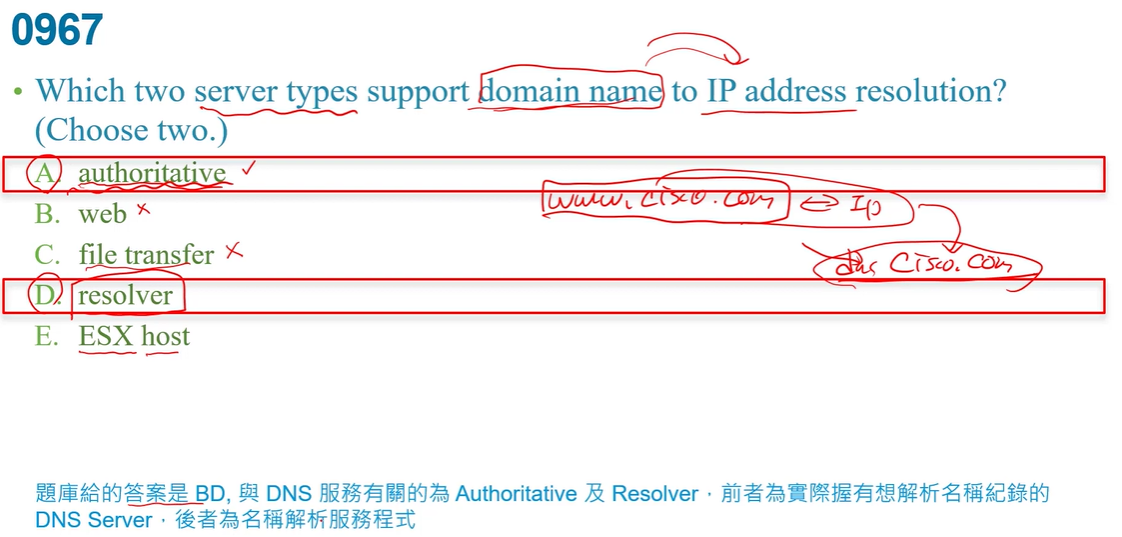 0967
• Which two server types support domain name to IP address resolution?
(Choose two.)
A. authoritative
B. web
www.cisco.com ⇔ Ip
C. file transfer
dns Cisco.com
D. resolver
E. ESX host
題庫給的答案是 BD, 與 DNS 服務有關的為 Authoritative 及 Resolver，前者為實際握有想解析名稱紀錄的
DNS Server，後者為名稱解析服務程式